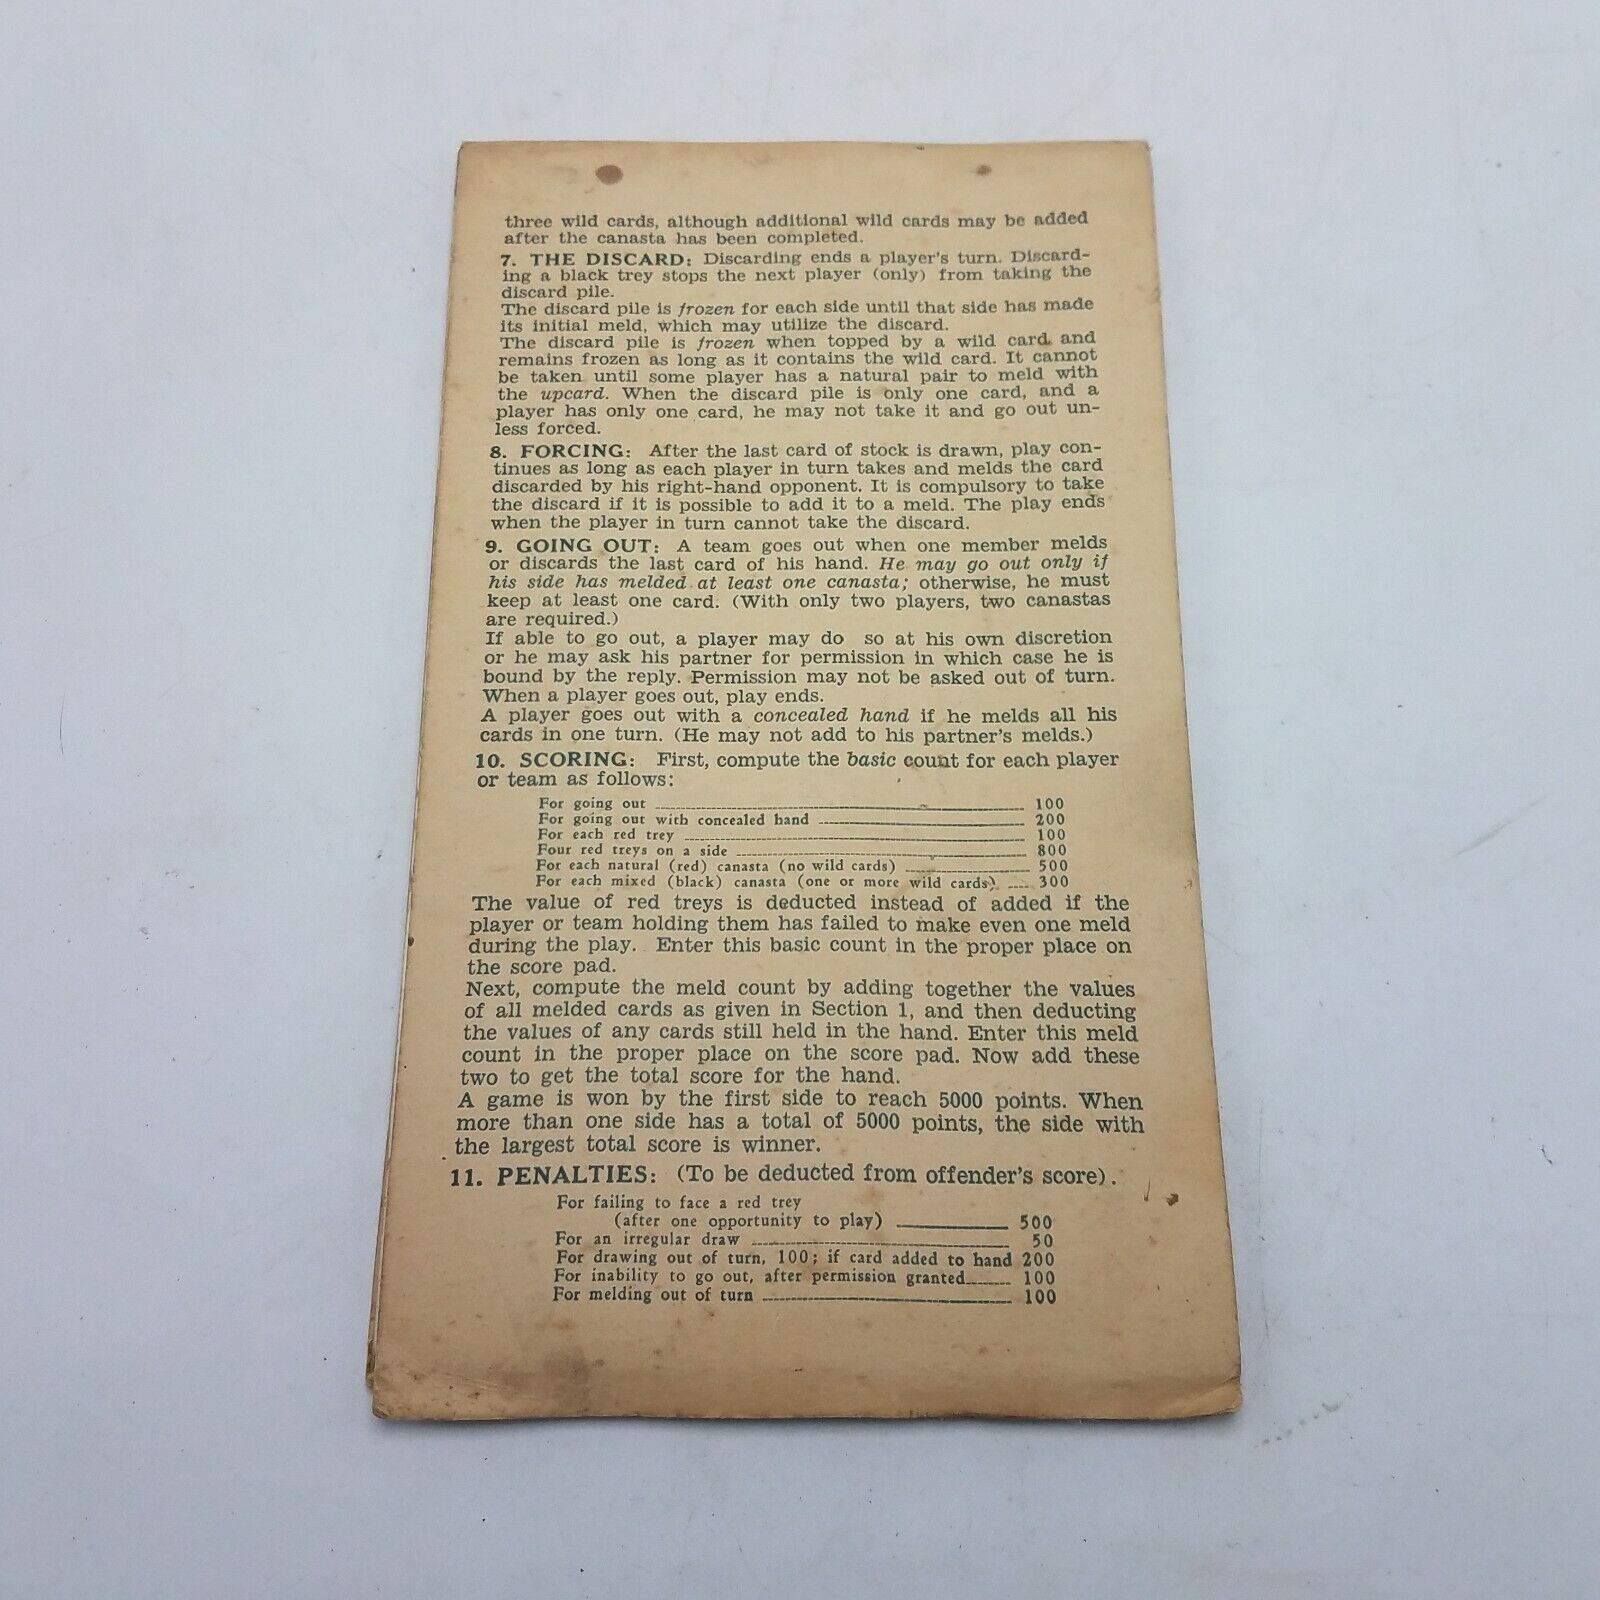 three wild cards, although additional wild cards may be added
after the canasta has been completed.
7. THE DISCARD: Discarding ends a player's turn. Discard-
ing a black trey stops the next player (only) from taking the
discard pile.
The discard pile is frozen for each side until that side has made
its initial meld, which may utilize the discard.
The discard pile is frozen when topped by a wild card and
remains frozen as long as it contains the wild card. It cannot
be taken until some player has a natural pair to meld with
the upcard. When the discard pile is only one card, and a
player has only one card, he may not take it and go out un-
less forced.
8. FORCING: After the last card of stock is drawn, play con-
tinues as long as each player in turn takes and melds the card
discarded by his right-hand opponent. It is compulsory to take
the discard if it is possible to add it to a meld. The play ends
when the player in turn cannot take the discard.
9. GOING OUT: A team goes out when one member melds
or discards the last card of his hand. He may go out only if
his side has melded at least one canasta; otherwise, he must
keep at least one card. (With only two players, two canastas
are required.)
If able to go out, a player may do so at his own discretion
or he may ask his partner for permission in which case he is
bound by the reply. Permission may not be asked out of turn.
When a player goes out, play ends.
A player goes out with a concealed hand if he melds all his
cards in one turn. (He may not add to his partner's melds.)
10. SCORING: First, compute the basic count for each player
or team as follows:
For going out 100
For going out with concealed hand 200
For each red trey 100
Four red treys on a side 800
For each natural (red) canasta (no wild cards) 500
For each mixed (black) canasta (one or more wild cards) 300
The value of red treys is deducted instead of added if the
player or team holding them has failed to make even one meld
during the play. Enter this basic count in the proper place on
the score pad.
Next, compute the meld count by adding together the values
of all melded cards as given in Section 1, and then deducting
the values of any cards still held in the hand. Enter this meld
count in the proper place on the score pad. Now add these
two to get the total score for the hand.
A game is won by the first side to reach 5000 points. When
more than one side has a total of 5000 points, the side with
the largest total score is winner.
11. PENALTIES: (To be deducted from offender's score).
For failing to face a red trey
(after one opportunity to play) 500
For an irregular draw 50
For drawing out of turn, 100; if card added to hand 200
For inability to go out, after permission granted 100
For melding out of turn 100